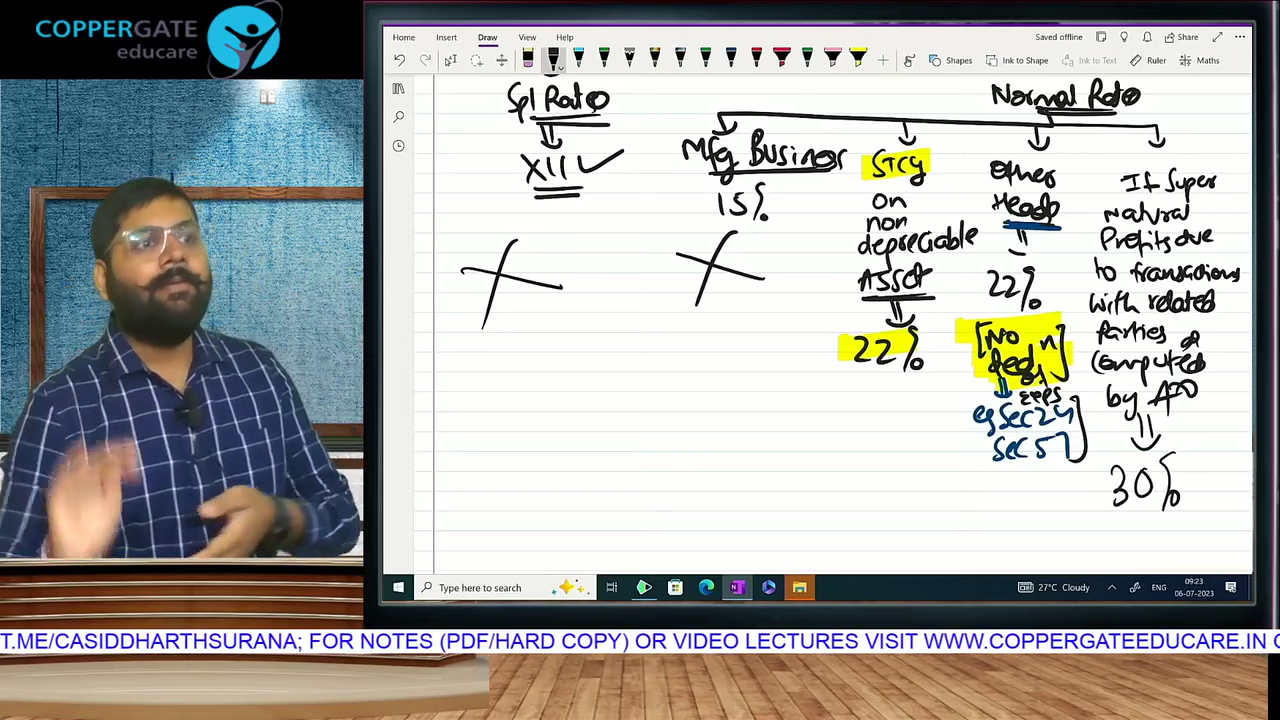 COPPERGATE
educare
Home Insert Draw View Help
Saved offline
Share
Shapes
Ink to Shape
Ink to Text
Ruler
Maths
Spl Rates
XII
Normal Rates
Mfg Business
15%
STCG
on
non
depreciable
Asset
22%
Other
Heads
22%
[No
dedn]
or
exps
eg Sec 24
Sec 57
If Super
natural
Profits due
to transactions
with related
parties &
computed
by AO
30%
Type here to search
27°C Cloudy
ENG
09:23
06-07-2023
T.ME/CASIDDHARTHSURANA; FOR NOTES (PDF/HARD COPY) OR VIDEO LECTURES VISIT WWW.COPPERGATEEDUCARE.IN